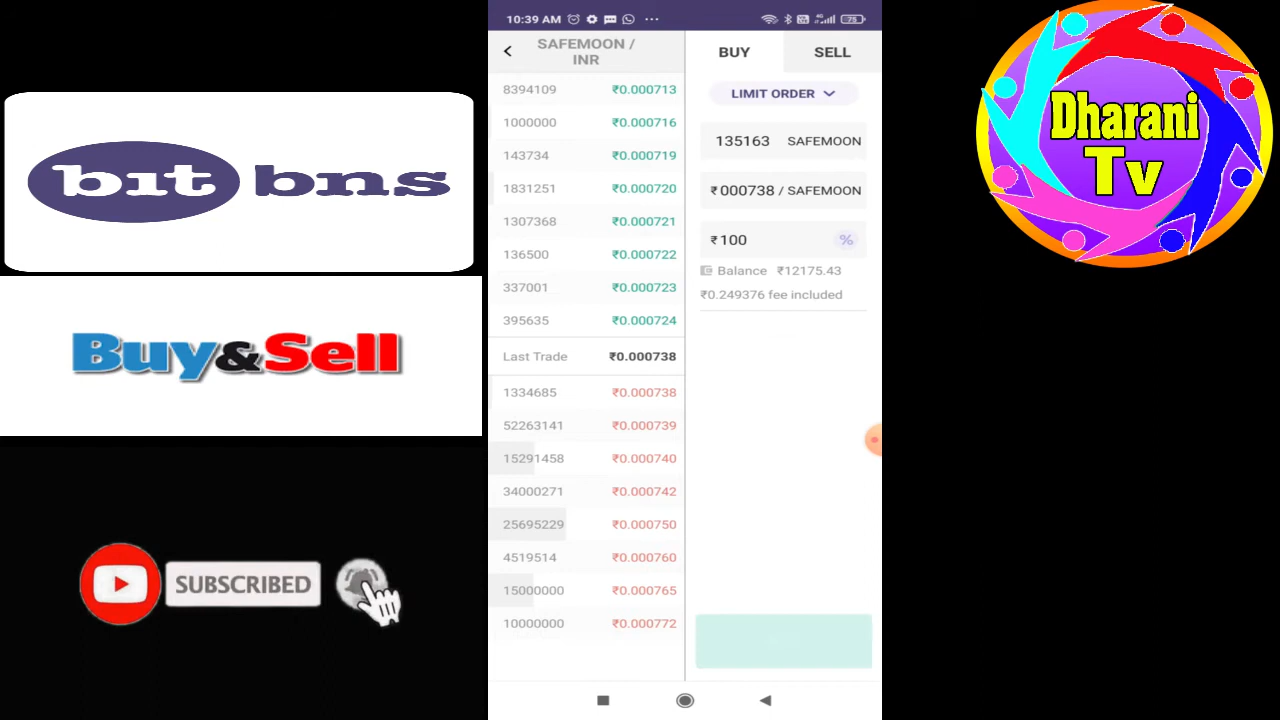 bit bns
Buy&Sell
SUBSCRIBED
10:39 AM
4G
75
SAFEMOON /
INR
8394109 ₹0.000713
1000000 ₹0.000716
143734 ₹0.000719
1831251 ₹0.000720
1307368 ₹0.000721
136500 ₹0.000722
337001 ₹0.000723
395635 ₹0.000724
Last Trade ₹0.000738
1334685 ₹0.000738
52263141 ₹0.000739
15291458 ₹0.000740
34000271 ₹0.000742
25695229 ₹0.000750
4519514 ₹0.000760
15000000 ₹0.000765
10000000 ₹0.000772
BUY SELL
LIMIT ORDER
135163 SAFEMOON
₹ 000738 / SAFEMOON
₹ 100 %
Balance ₹12175.43
₹0.249376 fee included
Dharani
Tv